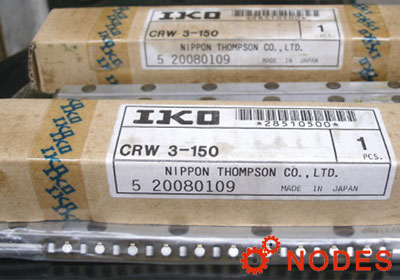 IKO
CRW 3-150
1
PCS.
NIPPON THOMPSON CO.,LTD.
5 20080109
MADE IN JAPAN
IKO
*28510500*
CRW 3-150
1
PCS.
NIPPON THOMPSON CO.,LTD.
5 20080109
MADE IN JAPAN
NODES